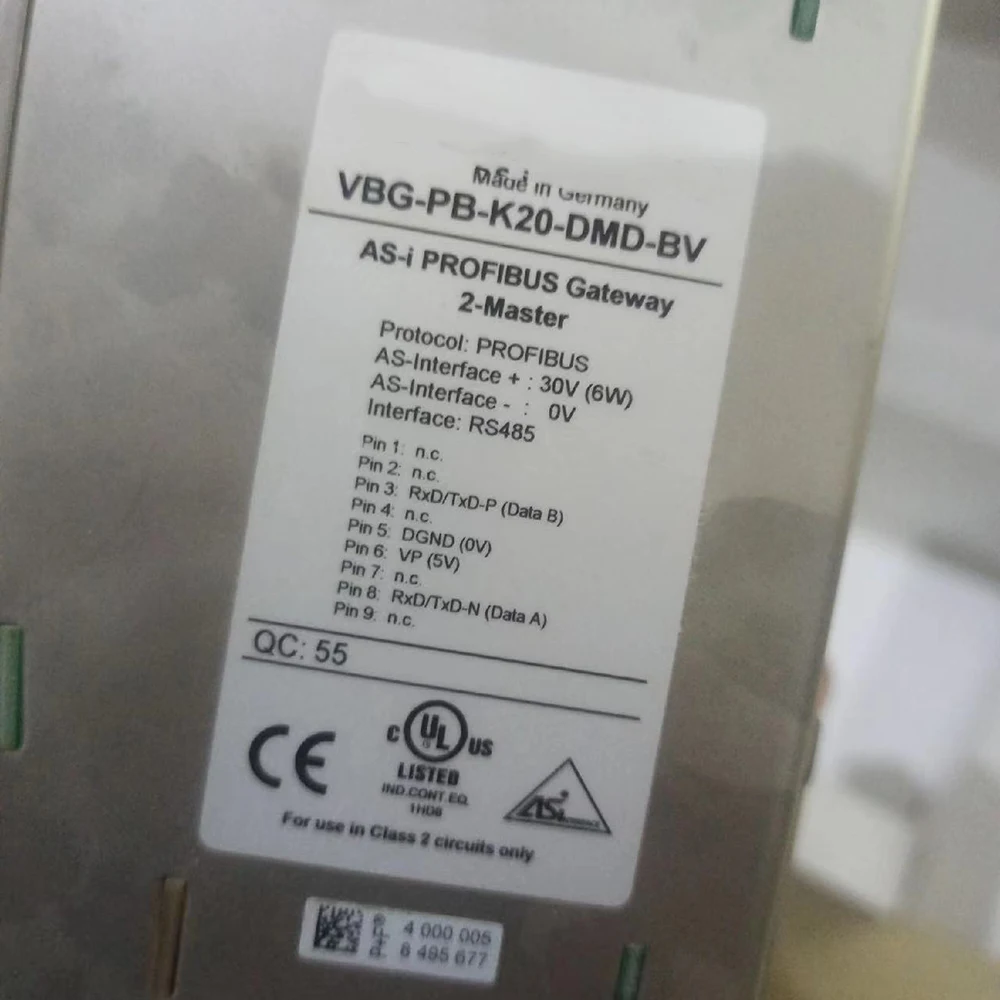 Made in Germany
VBG-PB-K20-DMD-BV
AS-i PROFIBUS Gateway
2-Master
Protocol: PROFIBUS
AS-Interface + : 30V (6W)
AS-Interface - : 0V
Interface: RS485
Pin 1: n.c.
Pin 2: n.c.
Pin 3: RxD/TxD-P (Data B)
Pin 4: n.c.
Pin 5: DGND (0V)
Pin 6: VP (5V)
Pin 7: n.c.
Pin 8: RxD/TxD-N (Data A)
Pin 9: n.c.
QC: 55
CE
C UL US
LISTED
IND.CONT.EQ.
1HD8
ASi
INTERFACE
For use in Class 2 circuits only
4 000 005
6 495 677